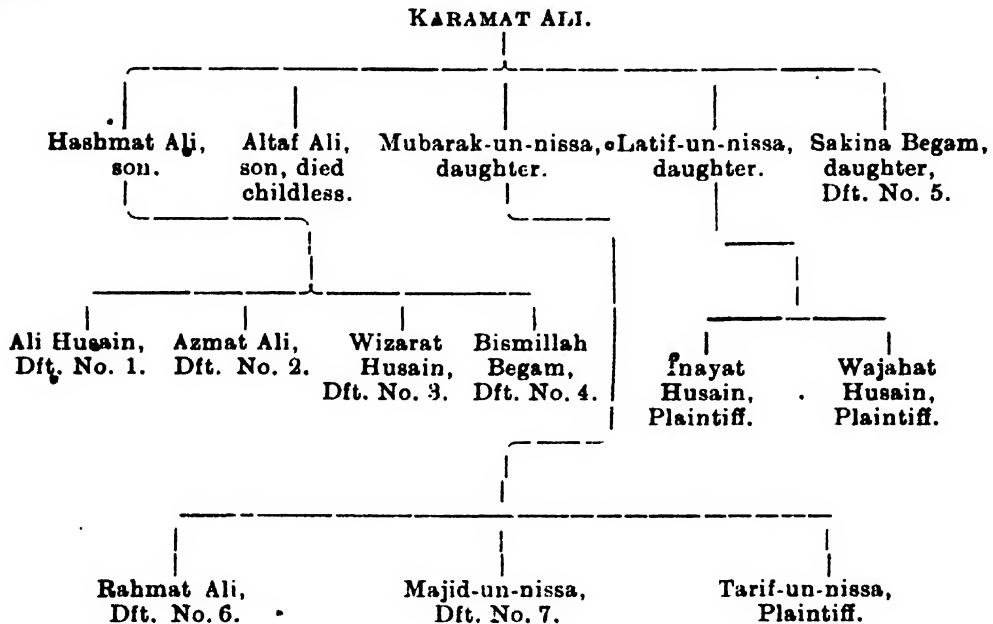 KARAMAT ALI.
Hashmat Ali, Altaf Ali, Mubarak-un-nissa, Latif-un-nissa, Sakina Begam,
son. son, died daughter. daughter. daughter,
childless. Dft. No. 5.
Ali Husain, Azmat Ali, Wizarat Bismillah Inayat Wajahat
Dft. No. 1. Dft. No. 2. Husain, Begam, Husain, Husain,
Dft. No. 3. Dft. No. 4. Plaintiff. Plaintiff.
Rahmat Ali, Majid-un-nissa, Tarif-un-nissa,
Dft. No. 6. Dft. No. 7. Plaintiff.